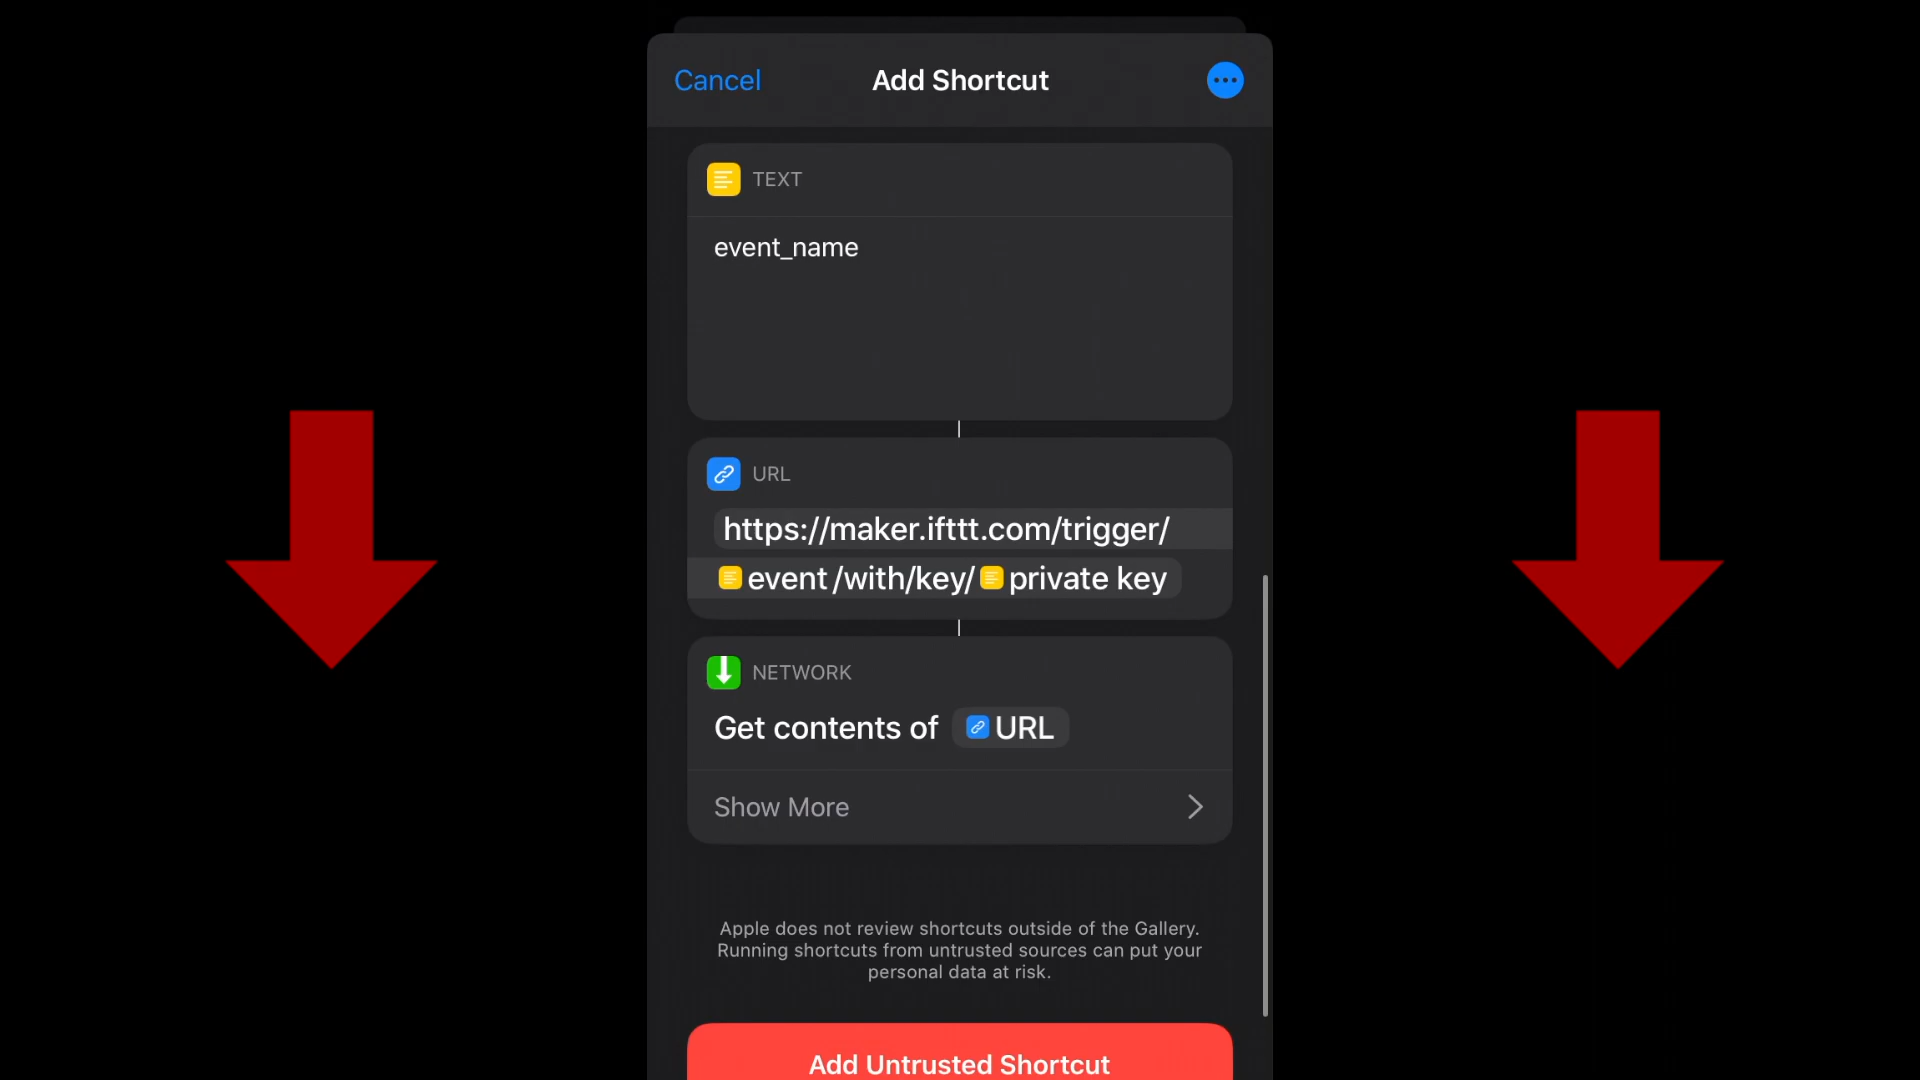 Cancel
Add Shortcut
TEXT
event_name
URL
https://maker.ifttt.com/trigger/
event/with/key/private key
NETWORK
Get contents of URL
Show More
Apple does not review shortcuts outside of the Gallery.
Running shortcuts from untrusted sources can put your
personal data at risk.
Add Untrusted Shortcut